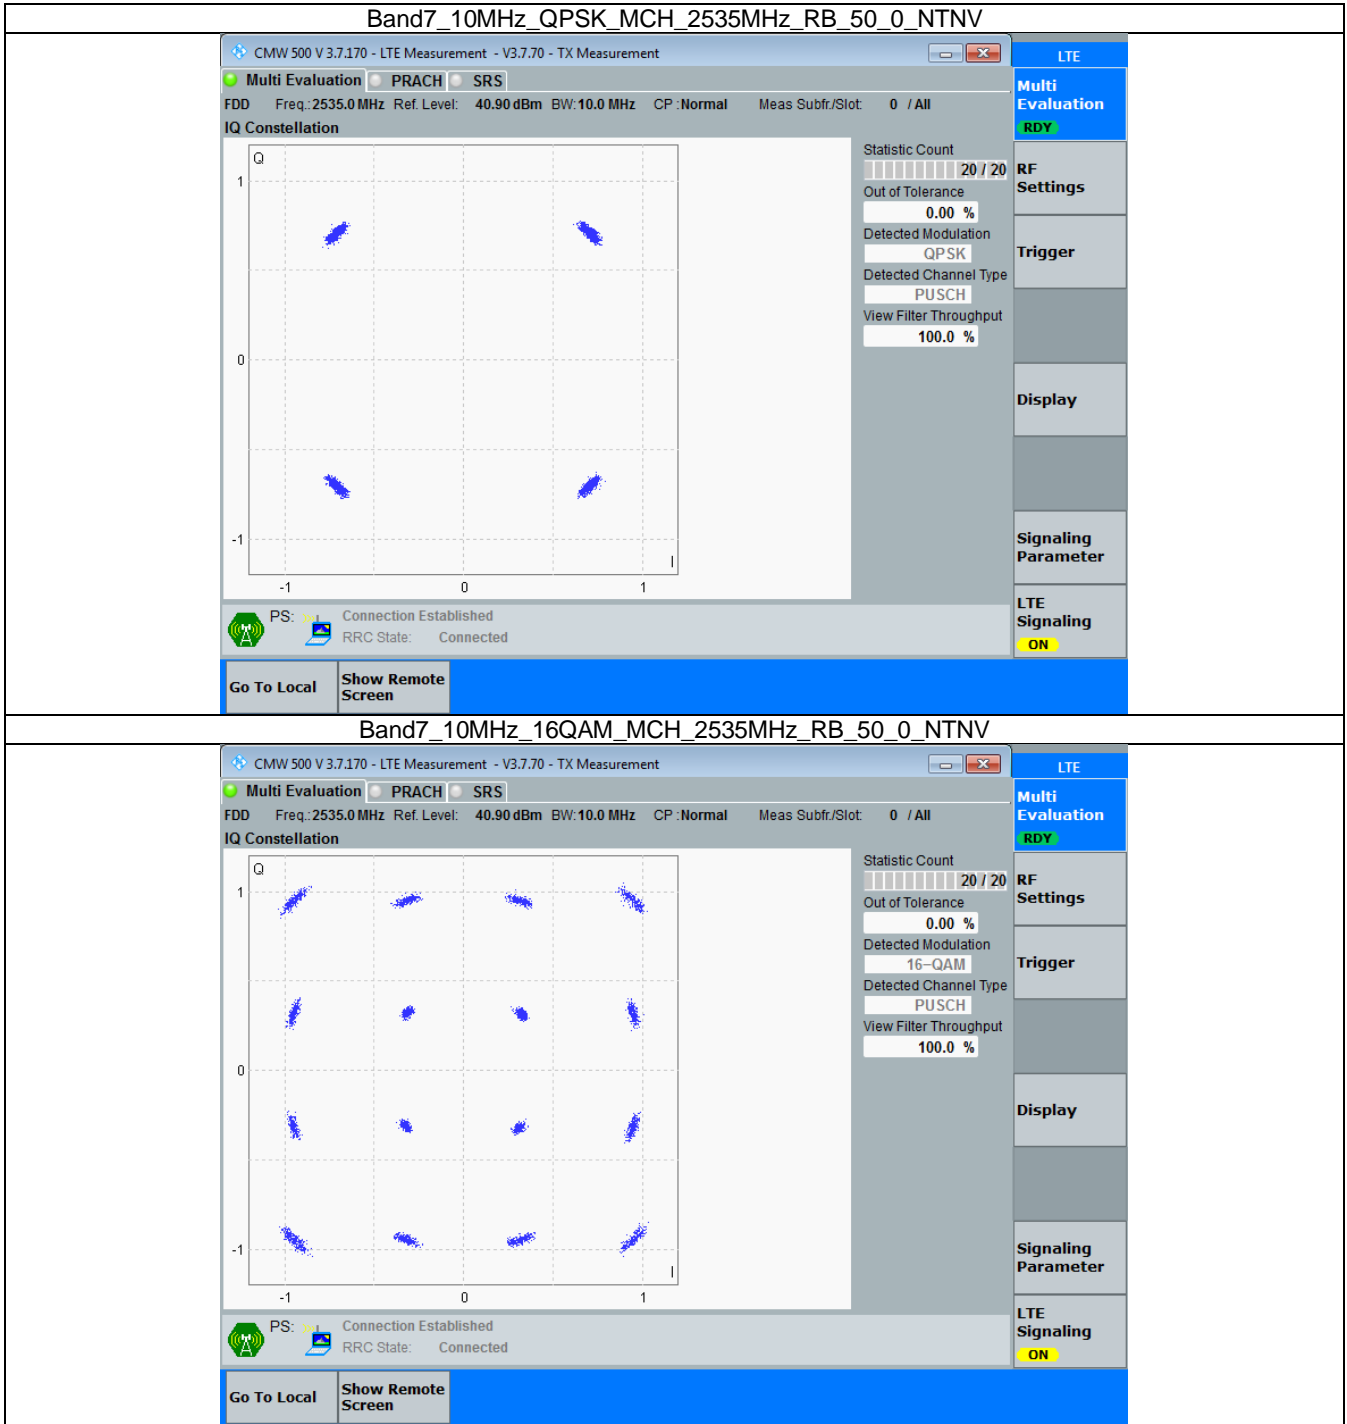 Band7_10MHz_QPSK_MCH_2535MHz_RB_50_0_NTNV
CMW 500 V 3.7.170 - LTE Measurement - V3.7.70 - TX Measurement
LTE
Multi Evaluation PRACH SRS
FDD Freq.: 2535.0 MHz Ref. Level: 40.90 dBm BW: 10.0 MHz CP : Normal Meas Subfr./Slot: 0 / All
IQ Constellation
Q
1
0
-1
I
-1 0 1
Statistic Count
20 / 20
Out of Tolerance
0.00 %
Detected Modulation
QPSK
Detected Channel Type
PUSCH
View Filter Throughput
100.0 %
Multi
Evaluation
RDY
RF
Settings
Trigger
Display
Signaling
Parameter
LTE
Signaling
ON
PS: Connection Established
RRC State: Connected
Go To Local
Show Remote
Screen
Band7_10MHz_16QAM_MCH_2535MHz_RB_50_0_NTNV
CMW 500 V 3.7.170 - LTE Measurement - V3.7.70 - TX Measurement
LTE
Multi Evaluation PRACH SRS
FDD Freq.: 2535.0 MHz Ref. Level: 40.90 dBm BW: 10.0 MHz CP : Normal Meas Subfr./Slot: 0 / All
IQ Constellation
Q
1
0
-1
I
-1 0 1
Statistic Count
20 / 20
Out of Tolerance
0.00 %
Detected Modulation
16-QAM
Detected Channel Type
PUSCH
View Filter Throughput
100.0 %
Multi
Evaluation
RDY
RF
Settings
Trigger
Display
Signaling
Parameter
LTE
Signaling
ON
PS: Connection Established
RRC State: Connected
Go To Local
Show Remote
Screen